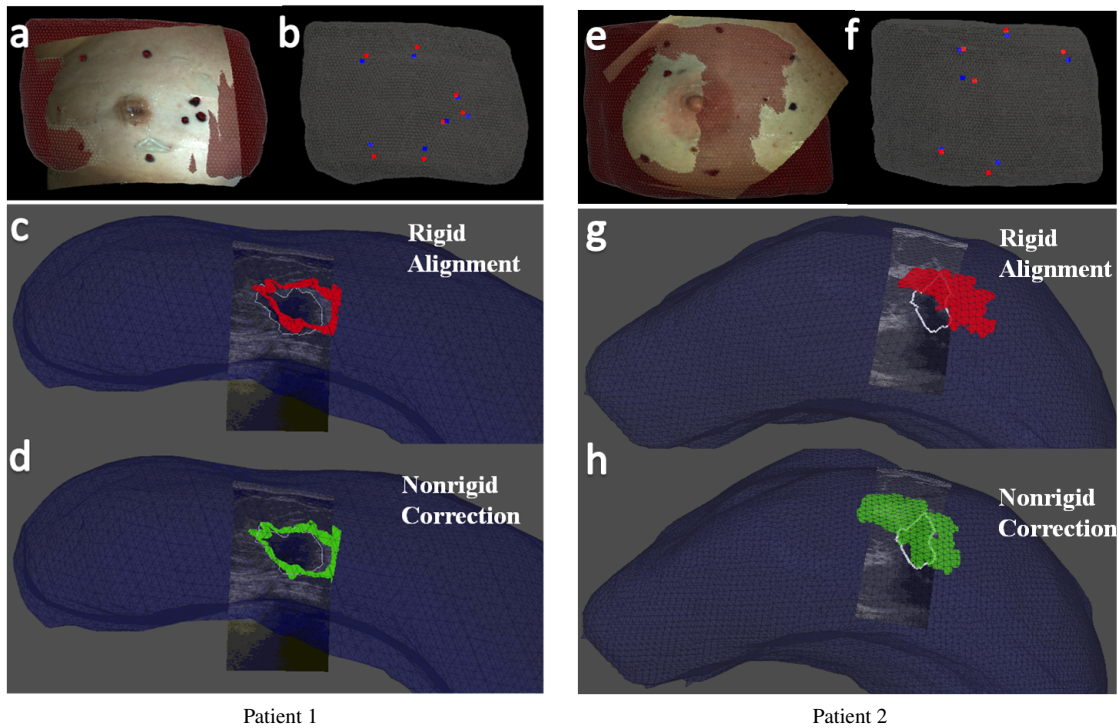 a
b
c
Rigid
Alignment
d
Nonrigid
Correction
Patient 1
e
f
g
Rigid
Alignment
h
Nonrigid
Correction
Patient 2